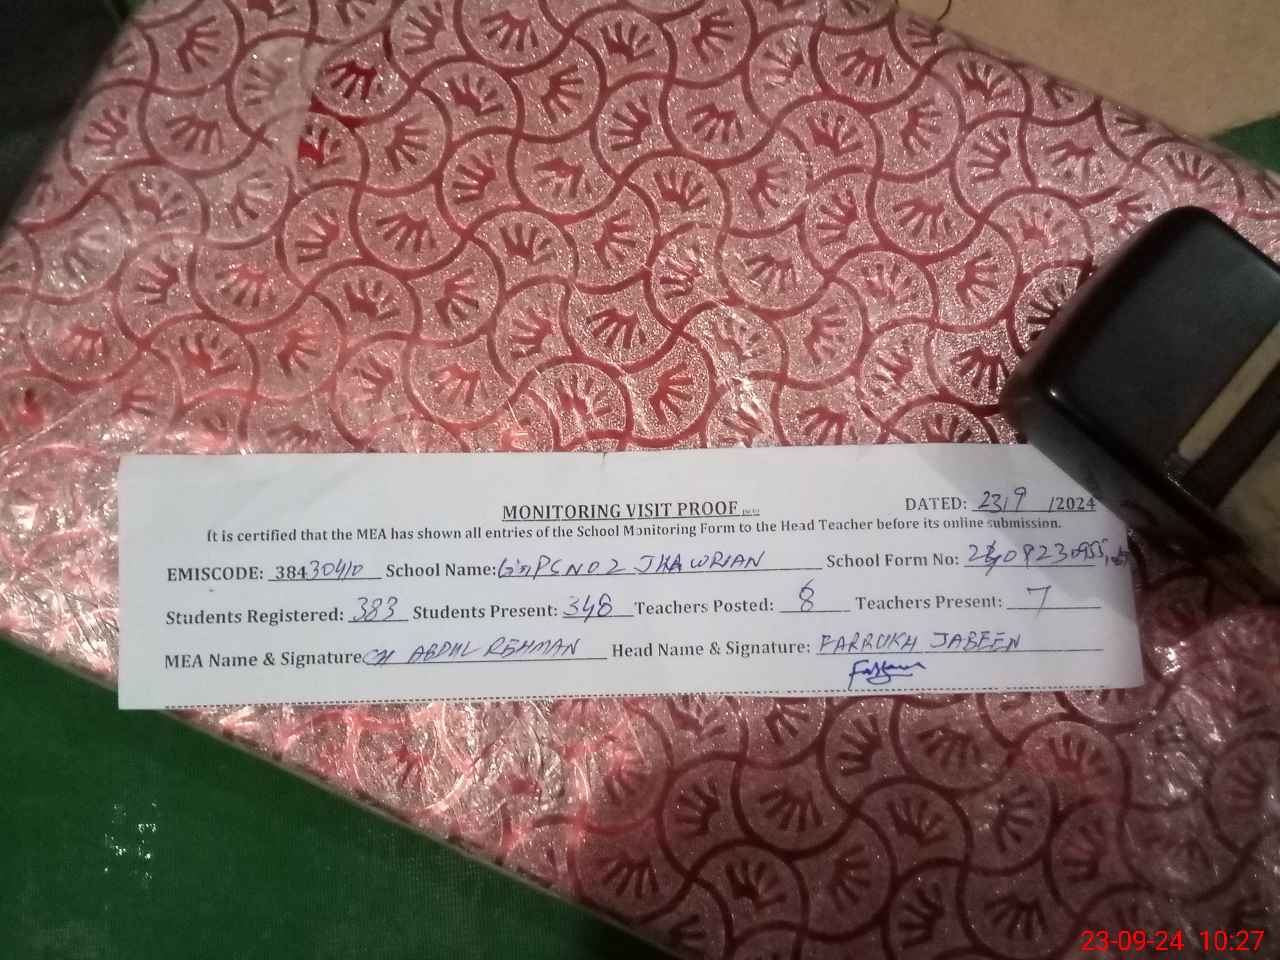 MONITORING VISIT PROOF
DATED: 23/9/2024
It is certified that the MEA has shown all entries of the School Monitoring Form to the Head Teacher before its online submission.
EMISCODE: 38430410 School Name: NO 2 JHAWRIAN School Form No:
Students Registered: 383 Students Present: 348 Teachers Posted: 8 Teachers Present: 7
MEA Name & Signature CH ABDUL REHMAN Head Name & Signature: FARRUKH JABEEN
23-09-24 10:27